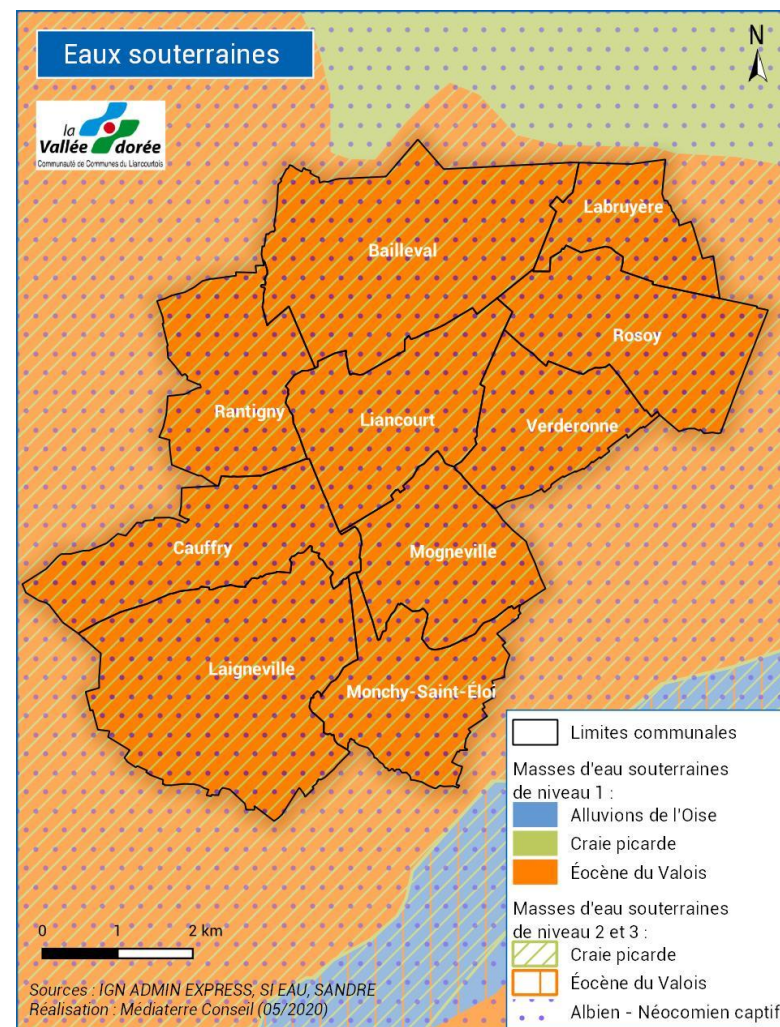 Eaux souterraines
N
la
Vallée dorée
Communauté de Communes du Liancourtois
Labruyère
Bailleval
Rosoy
Rantigny
Liancourt
Verderonne
Cauffry
Mogneville
Laigneville
Monchy-Saint-Éloi
Limites communales
Masses d'eau souterraines
de niveau 1 :
Alluvions de l'Oise
Craie picarde
Éocène du Valois
Masses d'eau souterraines
de niveau 2 et 3 :
Craie picarde
Éocène du Valois
Albien - Néocomien captif
0 1 2 km
Sources : IGN ADMIN EXPRESS, SI EAU, SANDRE
Réalisation : Médiaterre Conseil (05/2020)